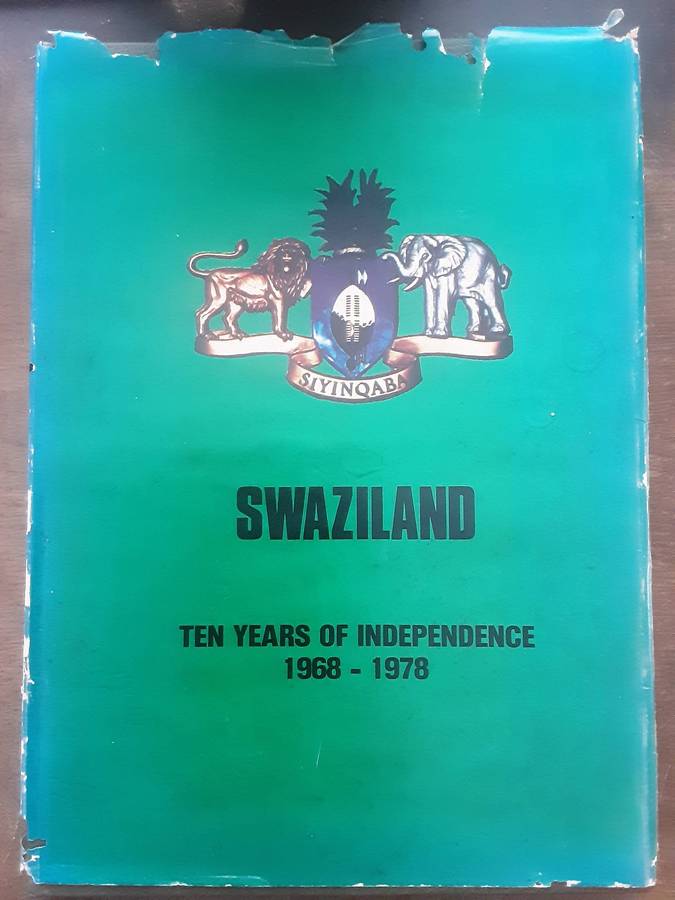 SIYINQABA
SWAZILAND
TEN YEARS OF INDEPENDENCE
1968 - 1978